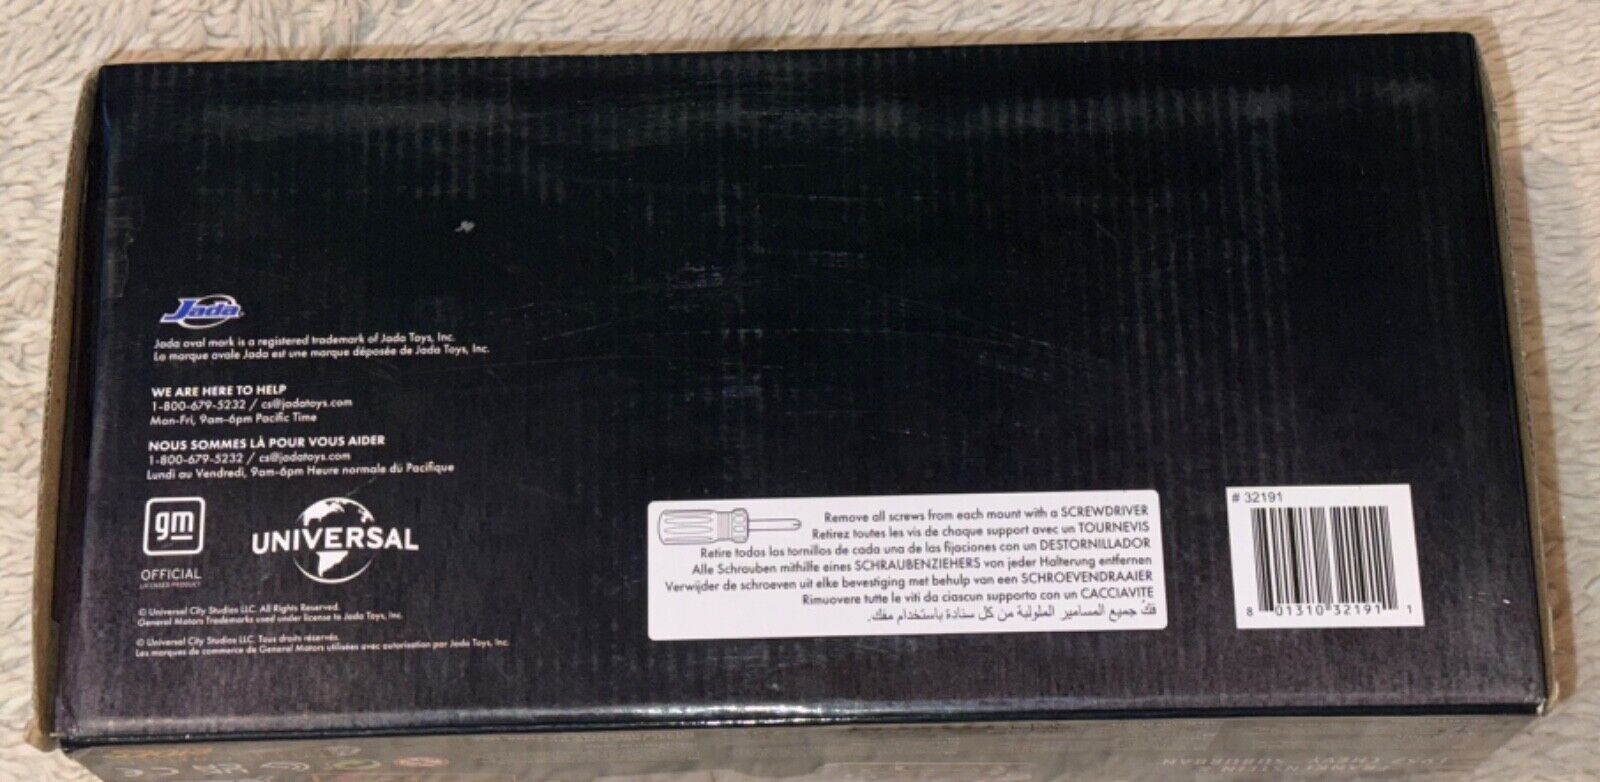 Jada
Jada oval mark is a registered trademark of Jada Toys, Inc.
La marque ovale Jada est une marque déposée de Jada Toys, Inc.
WE ARE HERE TO HELP
1-800-679-5232 / cs@jadatoys.com
Mon-Fri, 9am-6pm Pacific Time
NOUS SOMMES LÀ POUR VOUS AIDER
1-800-679-5232 / cs@jadatoys.com
Lundi au Vendredi, 9am-6pm Heure normale du Pacifique
gm
OFFICIAL
LICENSED PRODUCT
UNIVERSAL
© Universal City Studios LLC. All Rights Reserved.
General Motors Trademarks used under license to Jada Toys, Inc.
© Universal City Studios LLC. Tous droits réservés.
Les marques de commerce de General Motors utilisées avec autorisation par Jada Toys, Inc.
Remove all screws from each mount with a SCREWDRIVER
Retirez toutes les vis de chaque support avec un TOURNEVIS
Retire todos los tornillos de cada una de las fijaciones con un DESTORNILLADOR
Alle Schrauben mithilfe eines SCHRAUBENZIEHERS von jeder Halterung entfernen
Verwijder de schroeven uit elke bevestiging met behulp van een SCHROEVENDRAAIER
Rimuovere tutte le viti da ciascun supporto con un CACCIAVITE
فكّ جميع المسامير الملولبة من كل سنادة باستخدام مفك.
# 32191
8 01310 32191 1
1957 CHEVY SUBURBAN
FRANKENSTEIN &